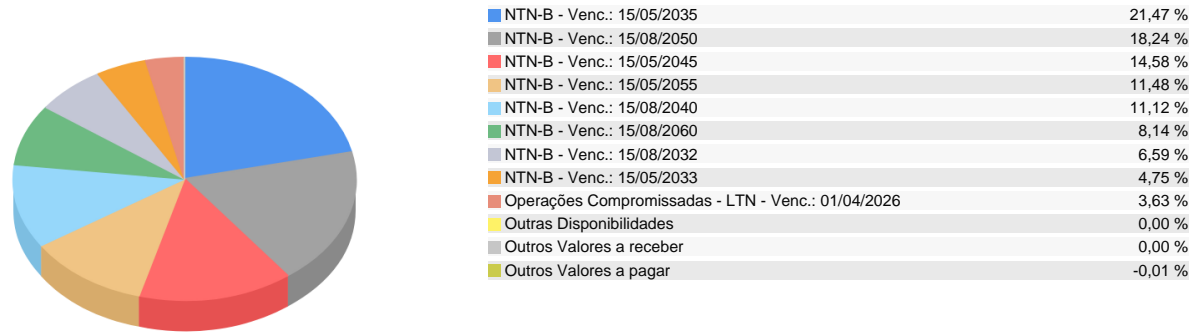 NTN-B - Venc.: 15/05/2035 21,47 %
NTN-B - Venc.: 15/08/2050 18,24 %
NTN-B - Venc.: 15/05/2045 14,58 %
NTN-B - Venc.: 15/05/2055 11,48 %
NTN-B - Venc.: 15/08/2040 11,12 %
NTN-B - Venc.: 15/08/2060 8,14 %
NTN-B - Venc.: 15/08/2032 6,59 %
NTN-B - Venc.: 15/05/2033 4,75 %
Operações Compromissadas - LTN - Venc.: 01/04/2026 3,63 %
Outras Disponibilidades 0,00 %
Outros Valores a receber 0,00 %
Outros Valores a pagar -0,01 %